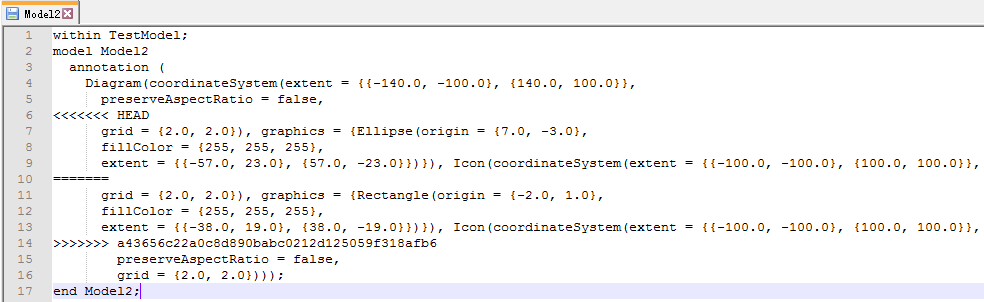 Model2
1 within TestModel;
2 model Model2
3   annotation (
4     Diagram(coordinateSystem(extent = {{-140.0, -100.0}, {140.0, 100.0}},
5       preserveAspectRatio = false,
6 <<<<<<< HEAD
7       grid = {2.0, 2.0}), graphics = {Ellipse(origin = {7.0, -3.0},
8       fillColor = {255, 255, 255},
9       extent = {{-57.0, 23.0}, {57.0, -23.0}})}), Icon(coordinateSystem(extent = {{-100.0, -100.0}, {100.0, 100.0}},
10 =======
11       grid = {2.0, 2.0}), graphics = {Rectangle(origin = {-2.0, 1.0},
12       fillColor = {255, 255, 255},
13       extent = {{-38.0, 19.0}, {38.0, -19.0}})}), Icon(coordinateSystem(extent = {{-100.0, -100.0}, {100.0, 100.0}},
14 >>>>>>> a43656c22a0c8d890babc0212d125059f318afb6
15         preserveAspectRatio = false,
16         grid = {2.0, 2.0})));
17 end Model2;